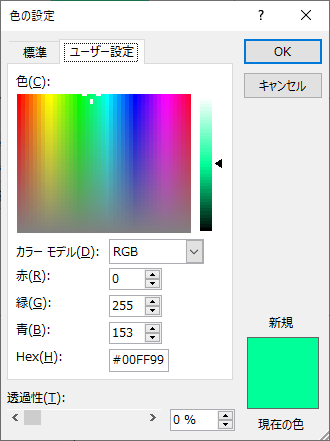 色の設定
標準 ユーザー設定
OK
キャンセル
色(C):
カラー モデル(D): RGB
赤(R): 0
緑(G): 255
青(B): 153
Hex(H): #00FF99
新規
現在の色
透過性(T):
0 %